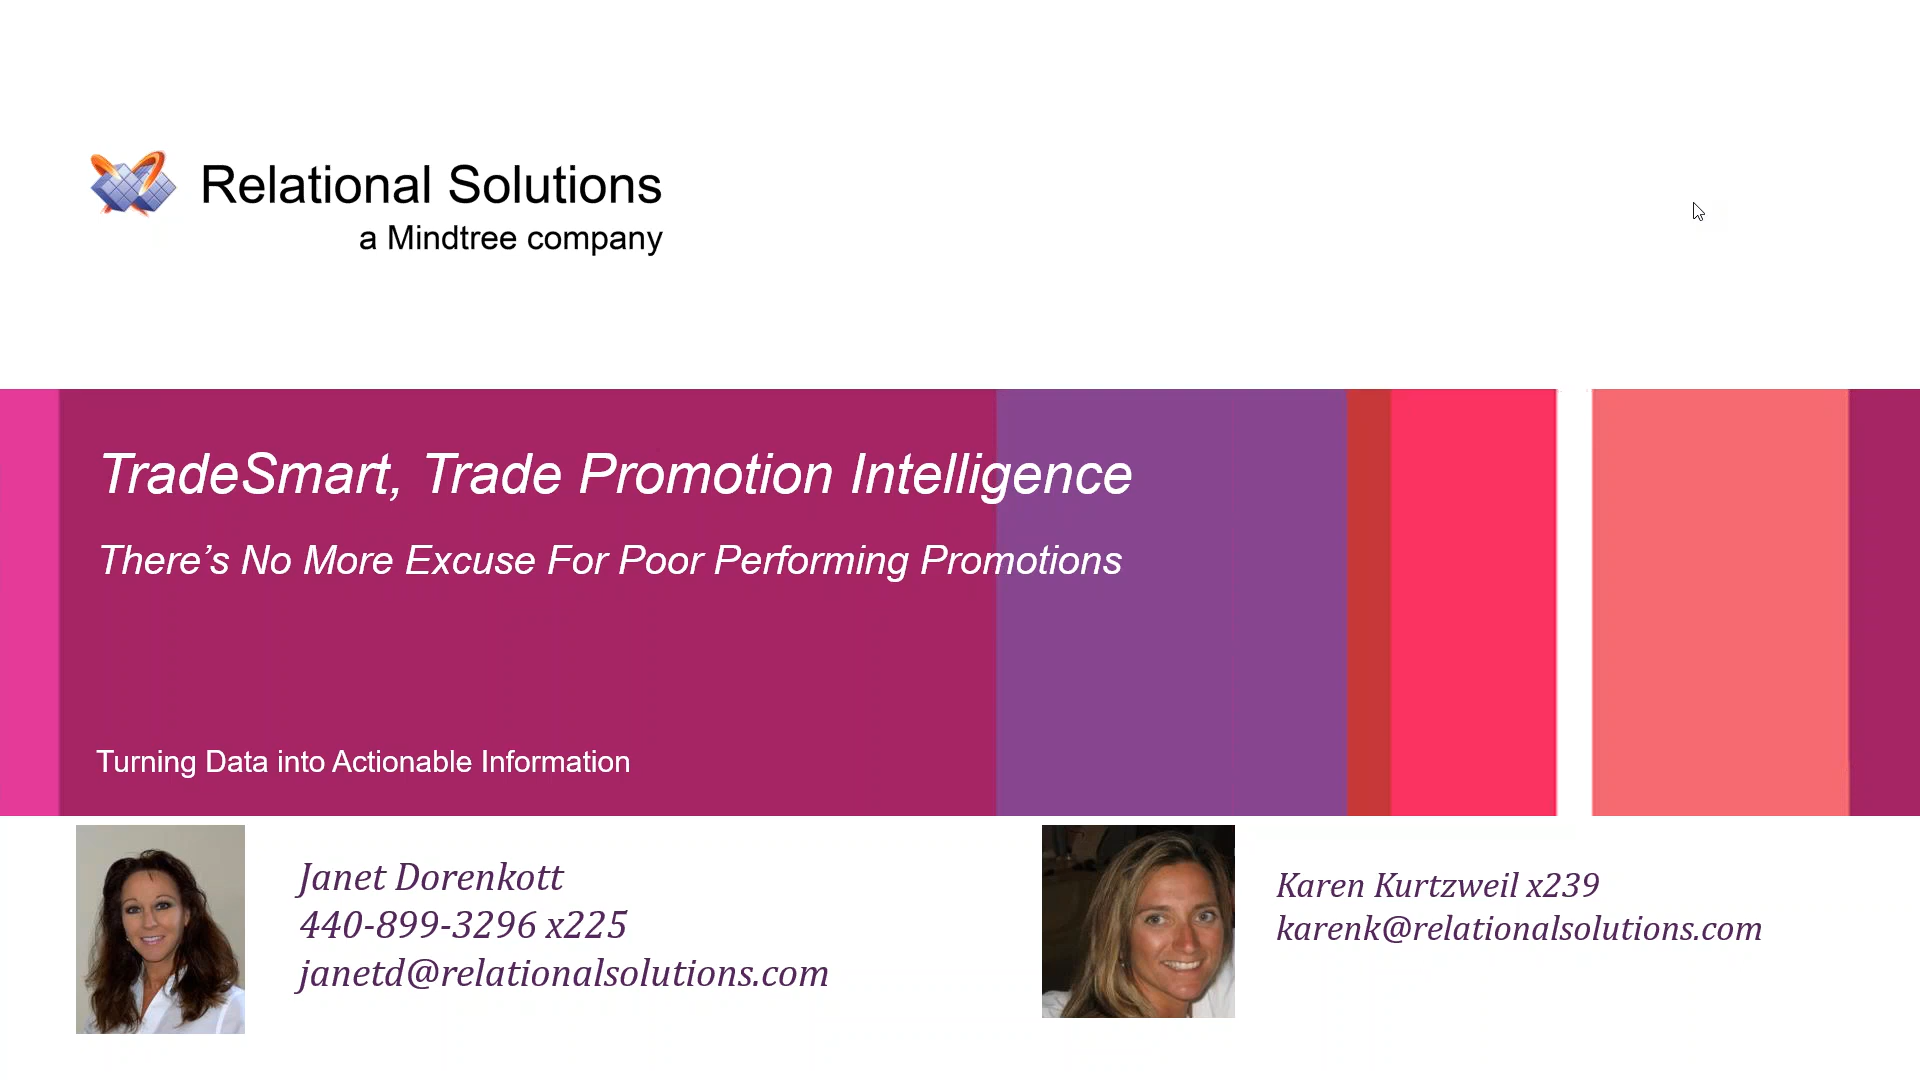 Relational Solutions
a Mindtree company
TradeSmart, Trade Promotion Intelligence
There’s No More Excuse For Poor Performing Promotions
Turning Data into Actionable Information
Janet Dorenkott
440-899-3296 x225
janetd@relationalsolutions.com
Karen Kurtzweil x239
karenk@relationalsolutions.com